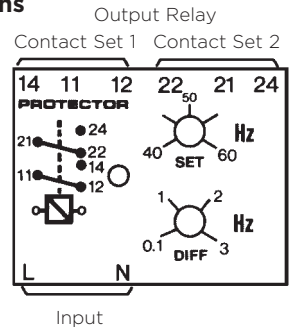 ns
Output Relay
Contact Set 1 Contact Set 2
14 11 12 22 21 24
PROTECTOR
50
24
21
22
14
11
12
40 60
SET
Hz
1 2
0.1 3
DIFF
Hz
L N
Input